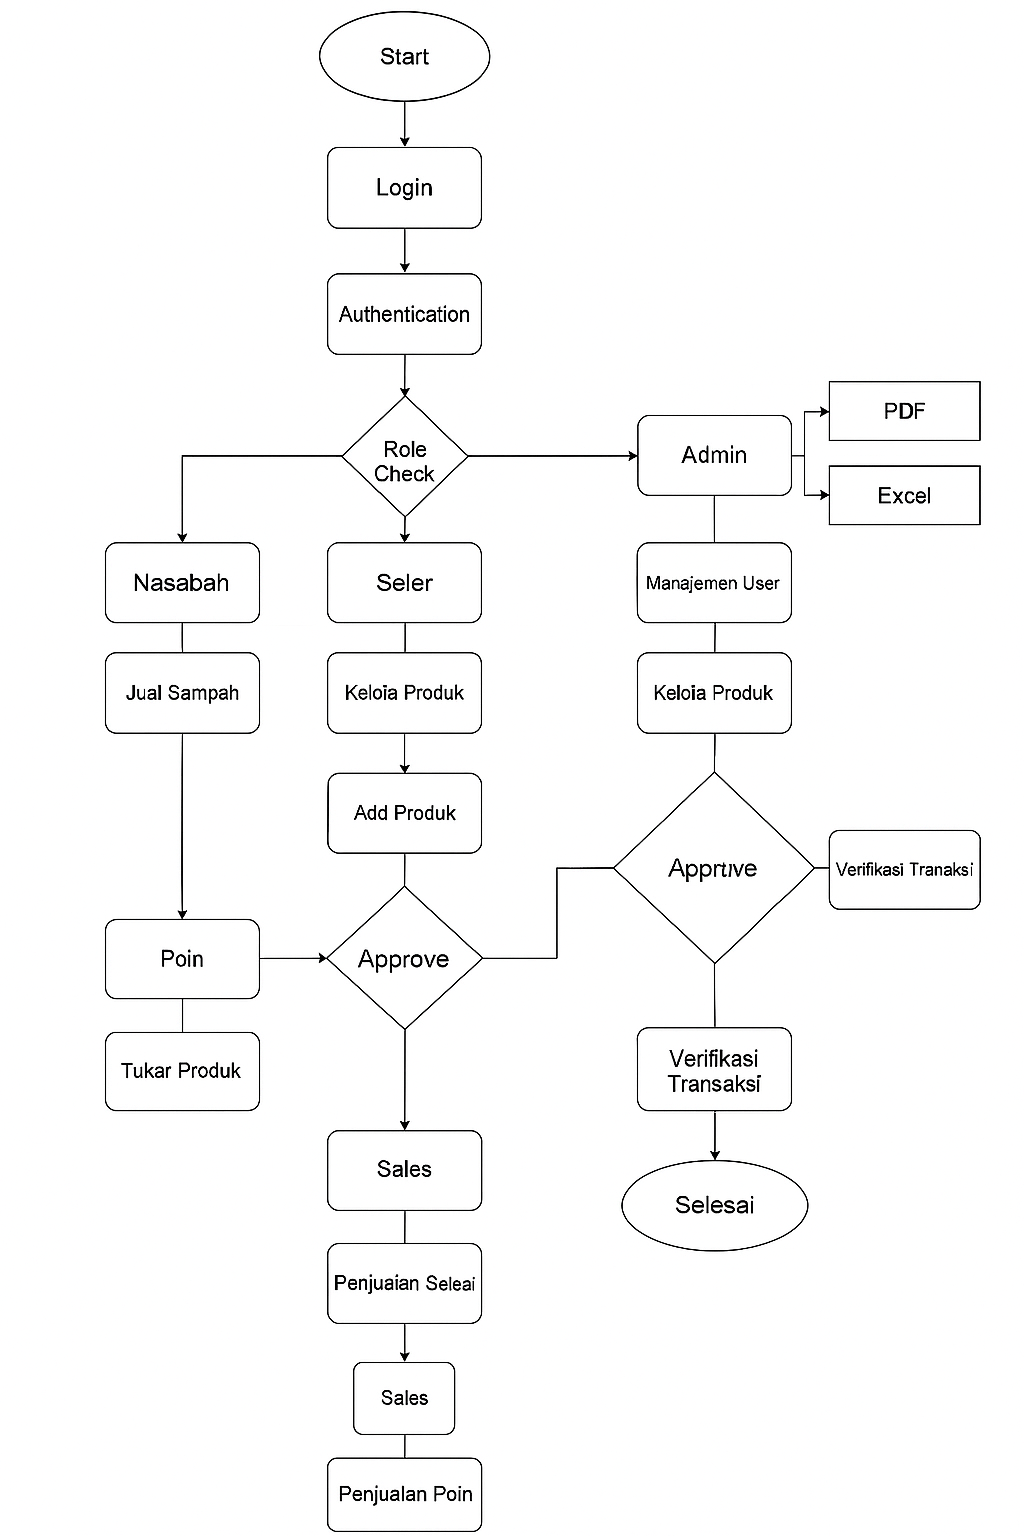 Start
Login
Authentication
Role
Check
Admin
PDF
Excel
Nasabah
Seler
Manajemen User
Jual Sampah
Keloia Produk
Keloia Produk
Add Produk
Apprıve
Verifikasi Tranaksi
Poin
Approve
Tukar Produk
Verifikasi
Transaksi
Sales
Selesai
Penjuaian Seleai
Sales
Penjualan Poin